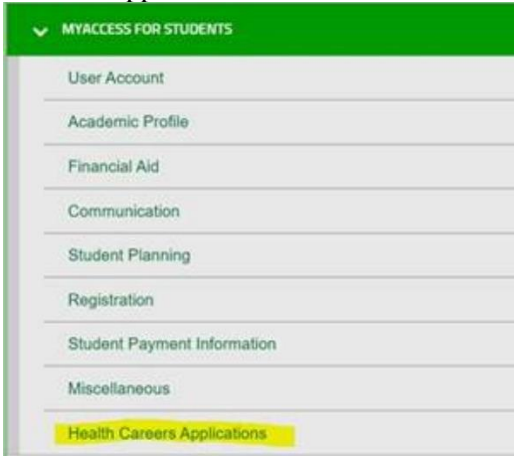 MYACCESS FOR STUDENTS
User Account
Academic Profile
Financial Aid
Communication
Student Planning
Registration
Student Payment Information
Miscellaneous
Health Careers Applications